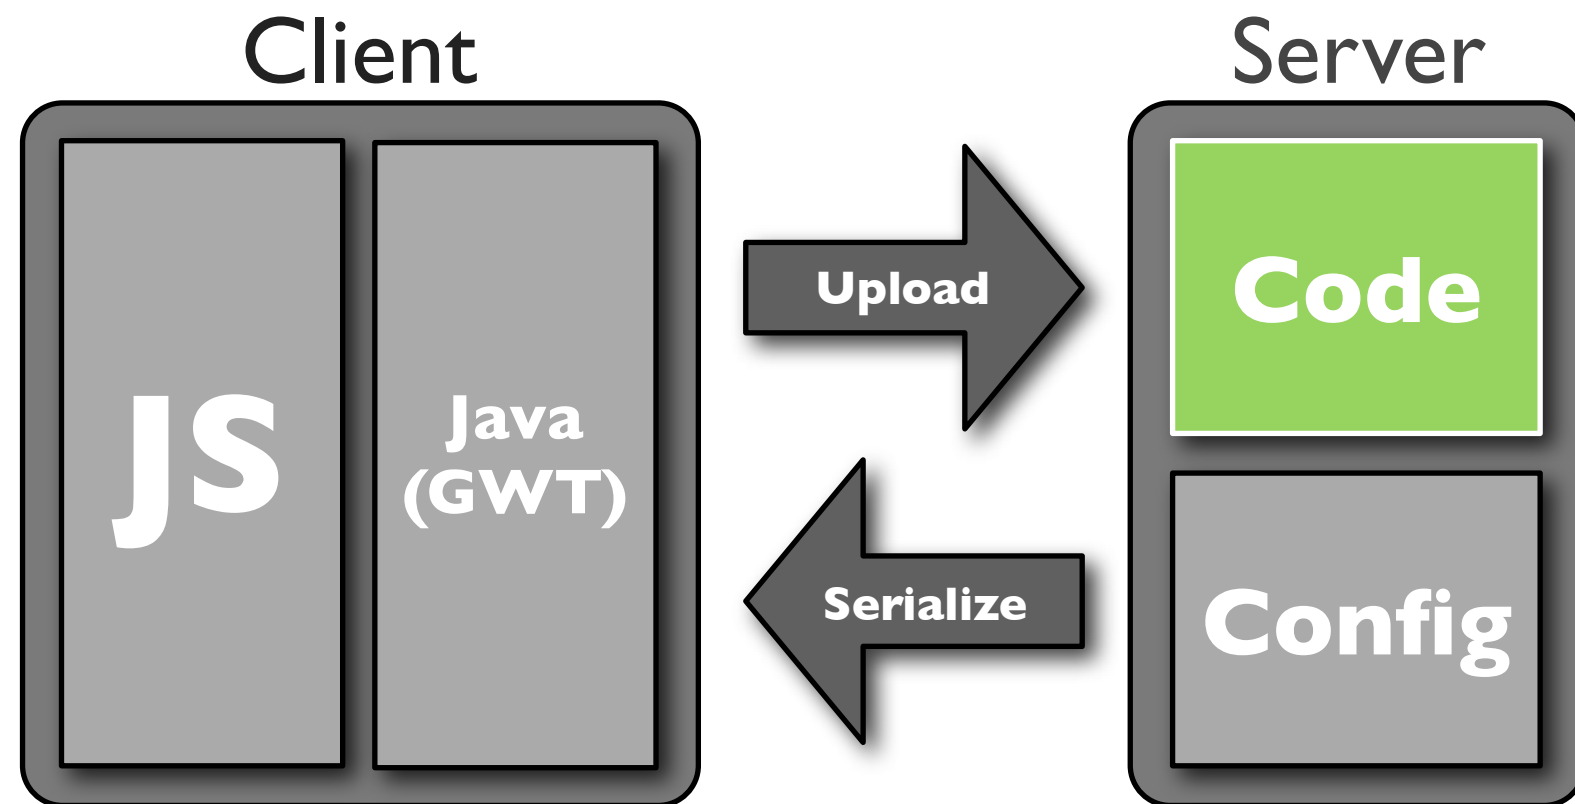 Client
Server
JS
Java
(GWT)
Upload
Serialize
Code
Config